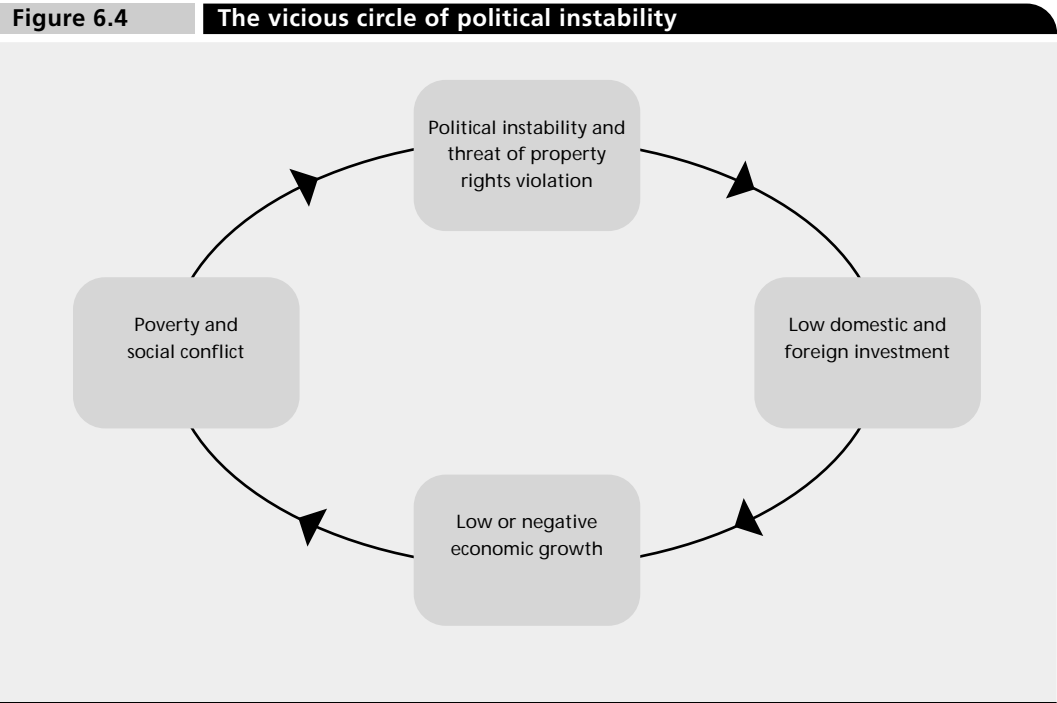 Figure 6.4
The vicious circle of political instability
Political instability and
threat of property
rights violation
Poverty and
social conflict
Low domestic and
foreign investment
Low or negative
economic growth